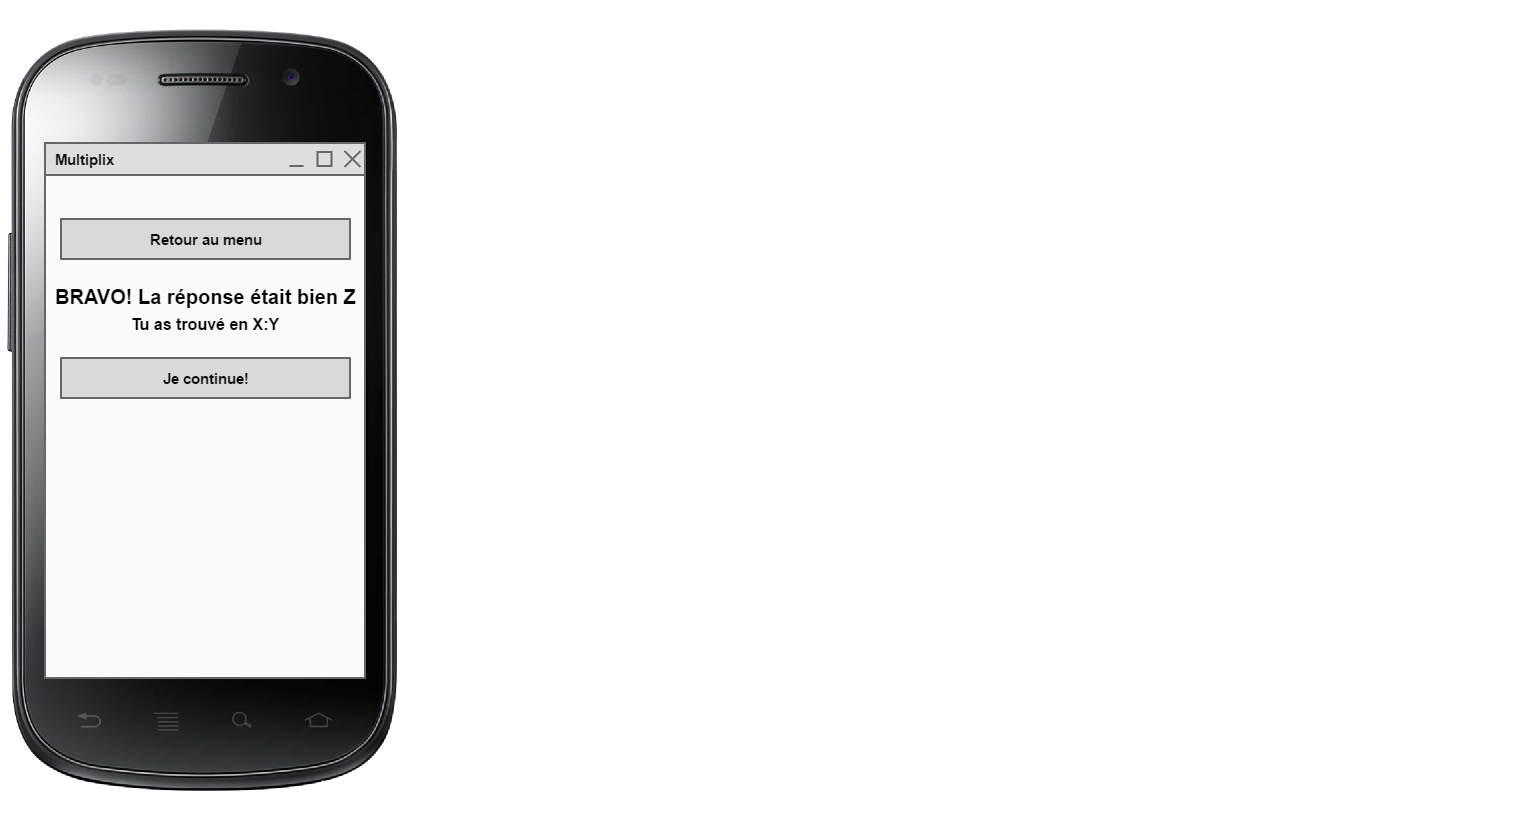 Multiplix
Retour au menu
BRAVO! La réponse était bien Z
Tu as trouvé en X:Y
Je continue!